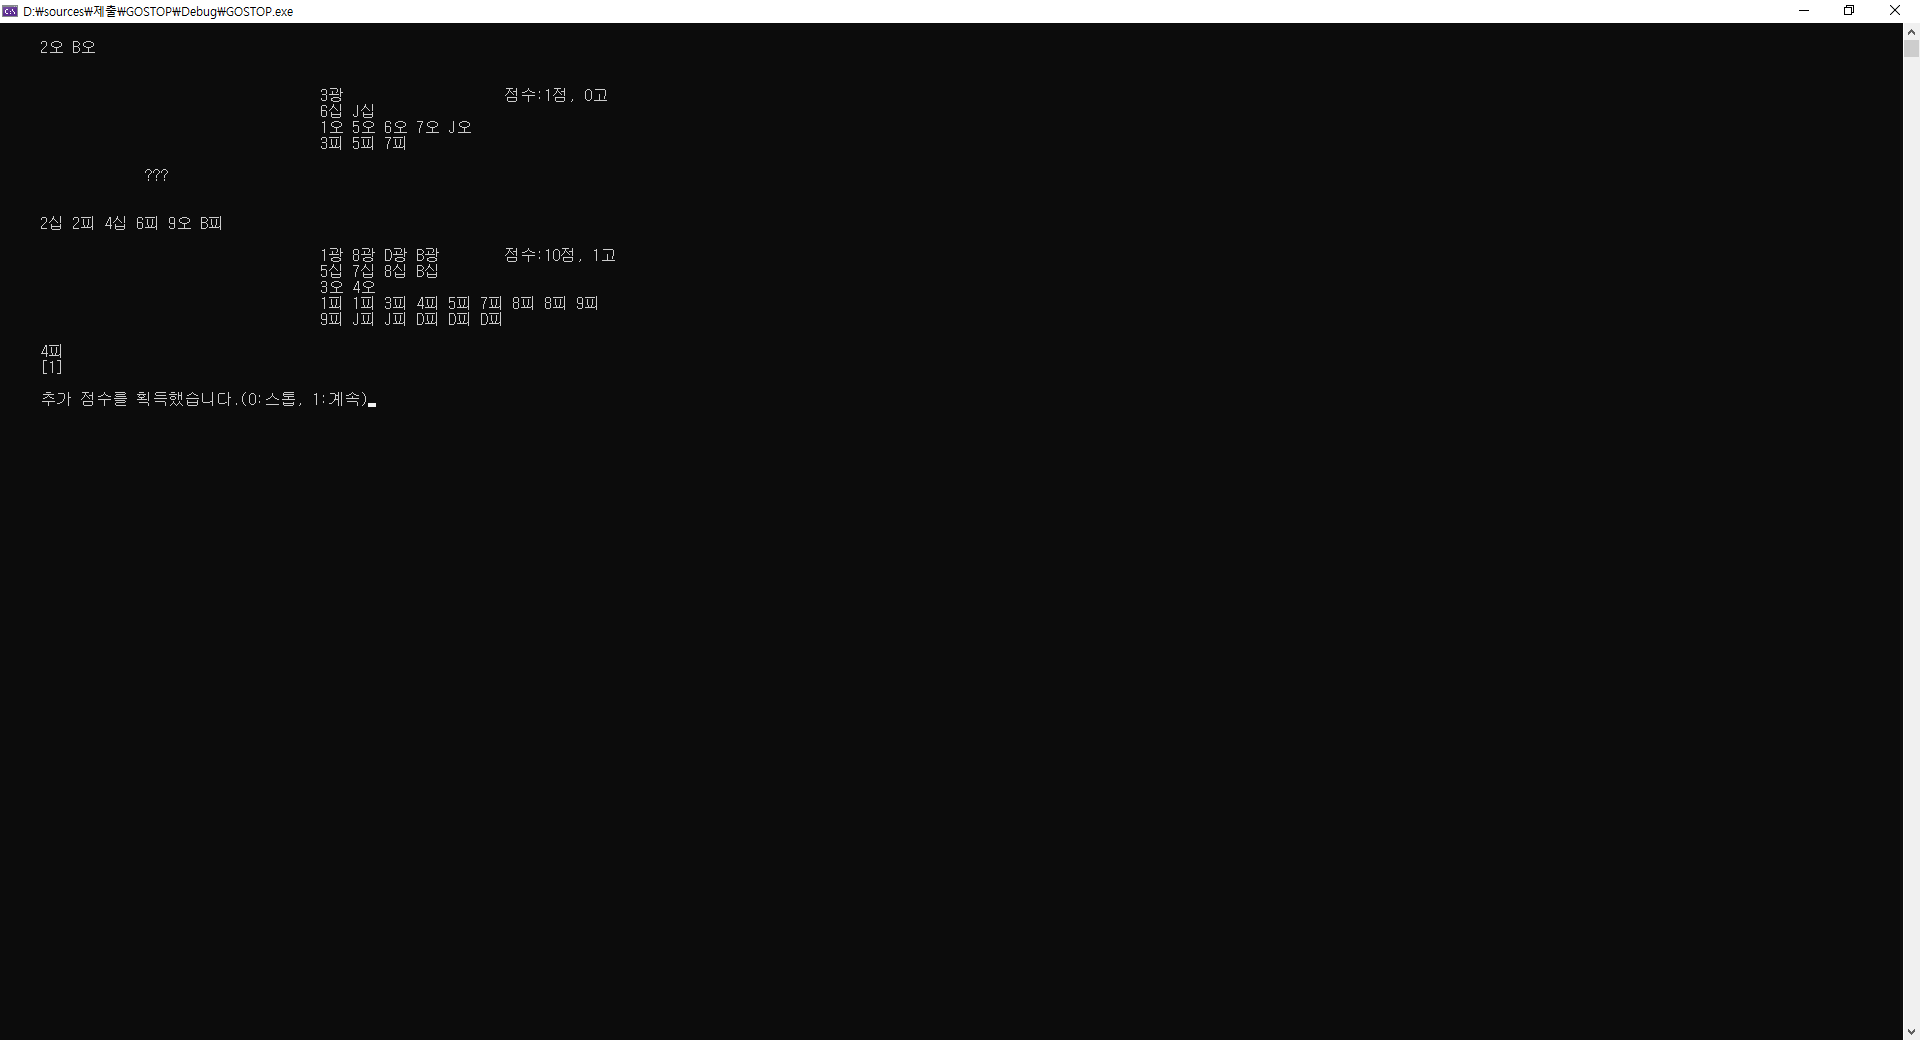 D:₩sources₩제출₩GOSTOP₩Debug₩GOSTOP.exe
2오 B오
3광 점수:1점, 0고
6십 J십
1오 5오 6오 7오 J오
3피 5피 7피
???
2십 2피 4십 6피 9오 B피
1광 8광 D광 B광 점수:10점, 1고
5십 7십 8십 B십
3오 4오
1피 1피 3피 4피 5피 7피 8피 8피 9피
9피 J피 J피 D피 D피 D피
4피
[1]
추가 점수를 획득했습니다.(0:스톱, 1:계속)